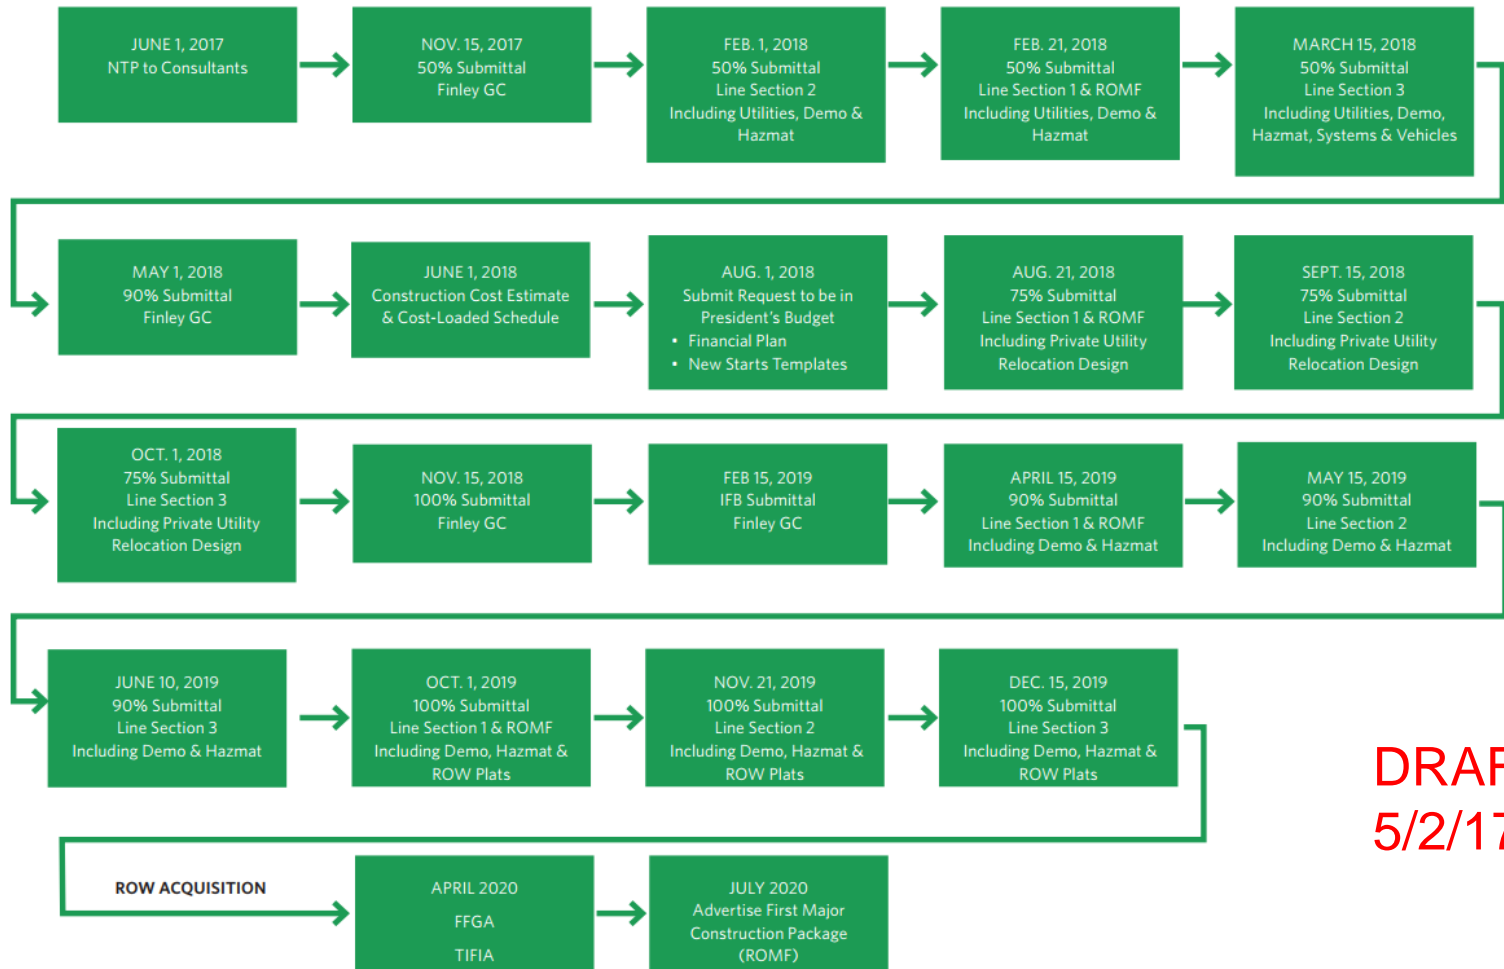 JUNE 1, 2017
NTP to Consultants
NOV. 15, 2017
50% Submittal
Finley GC
FEB. 1, 2018
50% Submittal
Line Section 2
Including Utilities, Demo &
Hazmat
FEB. 21, 2018
50% Submittal
Line Section 1 & ROMF
Including Utilities, Demo &
Hazmat
MARCH 15, 2018
50% Submittal
Line Section 3
Including Utilities, Demo,
Hazmat, Systems & Vehicles
MAY 1, 2018
90% Submittal
Finley GC
JUNE 1, 2018
Construction Cost Estimate
& Cost-Loaded Schedule
AUG. 1, 2018
Submit Request to be in
President's Budget
• Financial Plan
• New Starts Templates
AUG. 21, 2018
75% Submittal
Line Section 1 & ROMF
Including Private Utility
Relocation Design
SEPT. 15, 2018
75% Submittal
Line Section 2
Including Private Utility
Relocation Design
OCT. 1, 2018
75% Submittal
Line Section 3
Including Private Utility
Relocation Design
NOV. 15, 2018
100% Submittal
Finley GC
FEB 15, 2019
IFB Submittal
Finley GC
APRIL 15, 2019
90% Submittal
Line Section 1 & ROMF
Including Demo & Hazmat
MAY 15, 2019
90% Submittal
Line Section 2
Including Demo & Hazmat
JUNE 10, 2019
90% Submittal
Line Section 3
Including Demo & Hazmat
OCT. 1, 2019
100% Submittal
Line Section 1 & ROMF
Including Demo, Hazmat &
ROW Plats
NOV. 21, 2019
100% Submittal
Line Section 2
Including Demo, Hazmat &
ROW Plats
DEC. 15, 2019
100% Submittal
Line Section 3
Including Demo, Hazmat &
ROW Plats
DRAF
5/2/17
ROW ACQUISITION
APRIL 2020
FFGA
TIFIA
JULY 2020
Advertise First Major
Construction Package
(ROMF)